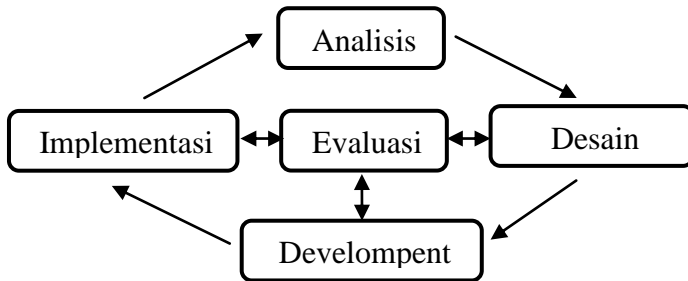 Analisis
Implementasi
Evaluasi
Desain
Develompent